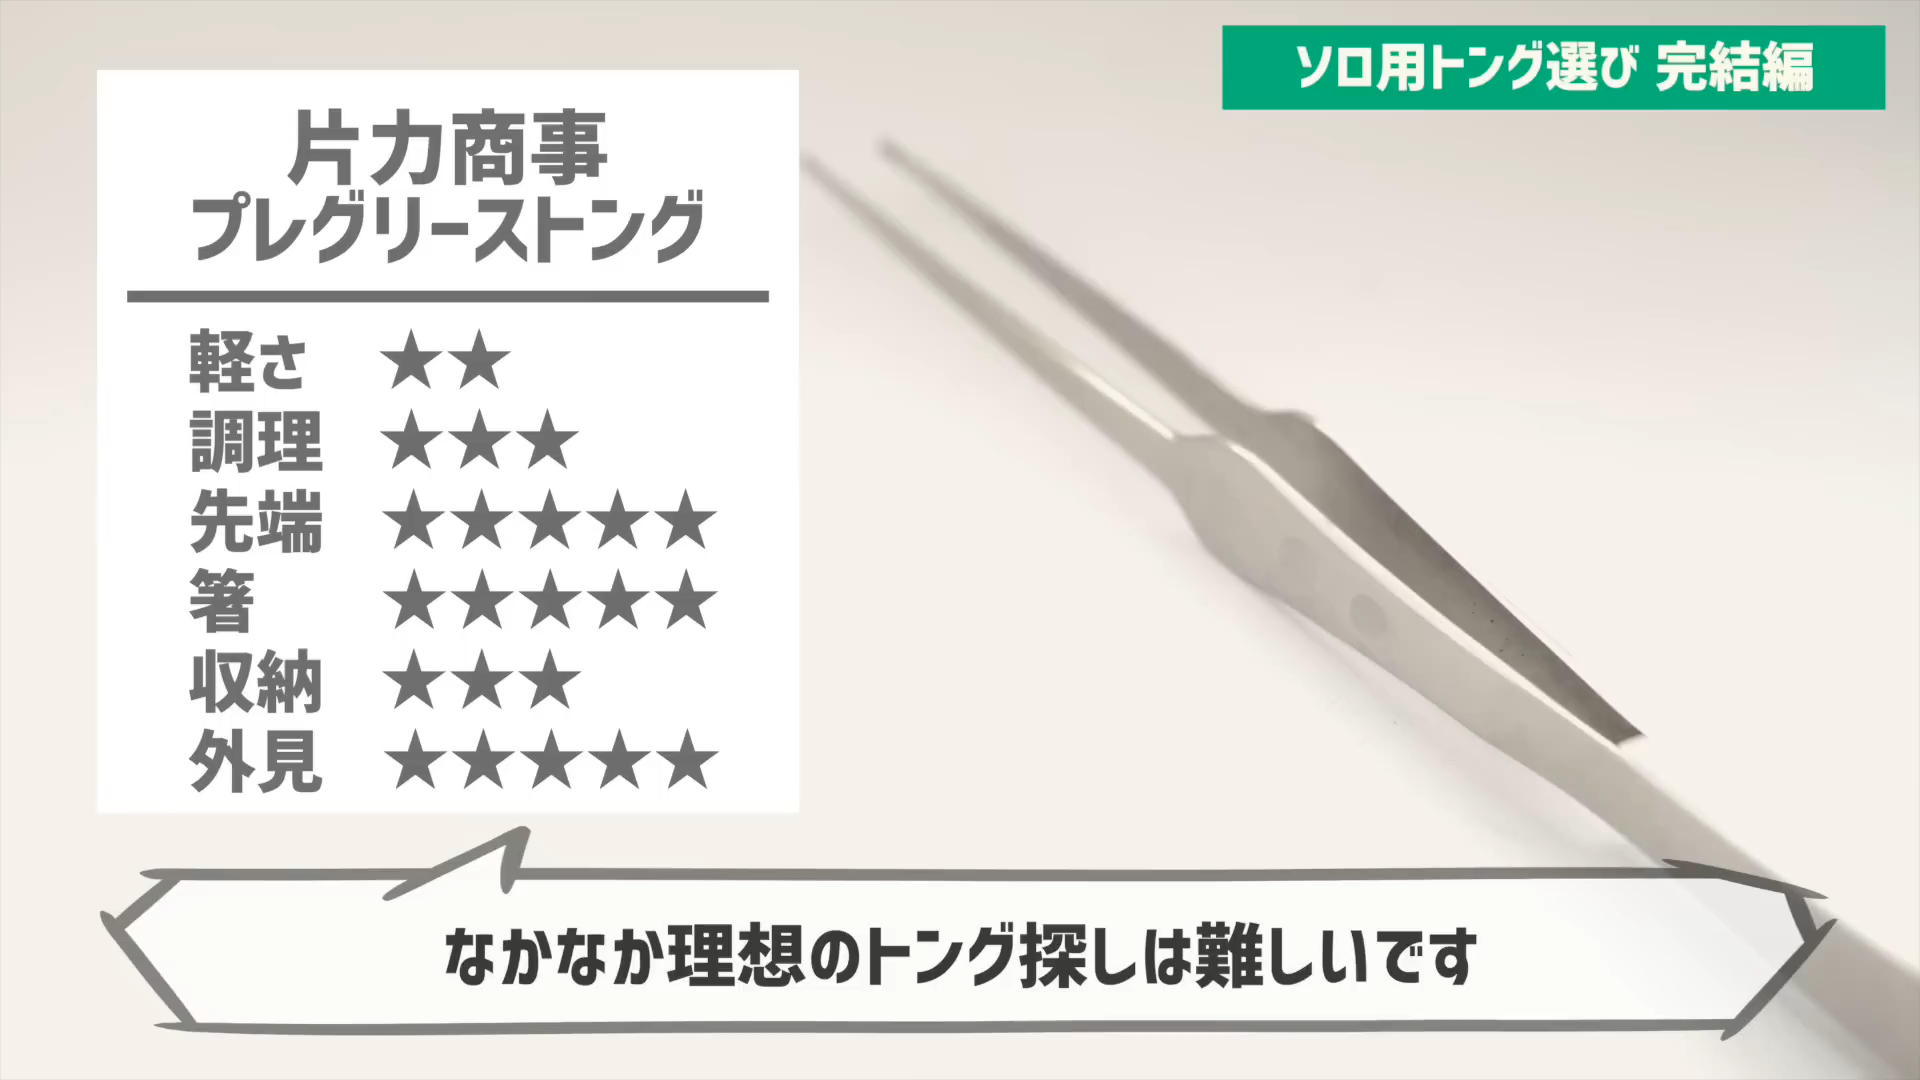 ソロ用トング選び 完結編
片力商事
プレグリーストング
軽さ ★★
調理 ★★★
先端 ★★★★★
箸 ★★★★★
収納 ★★★
外見 ★★★★★
なかなか理想のトング探しは難しいです